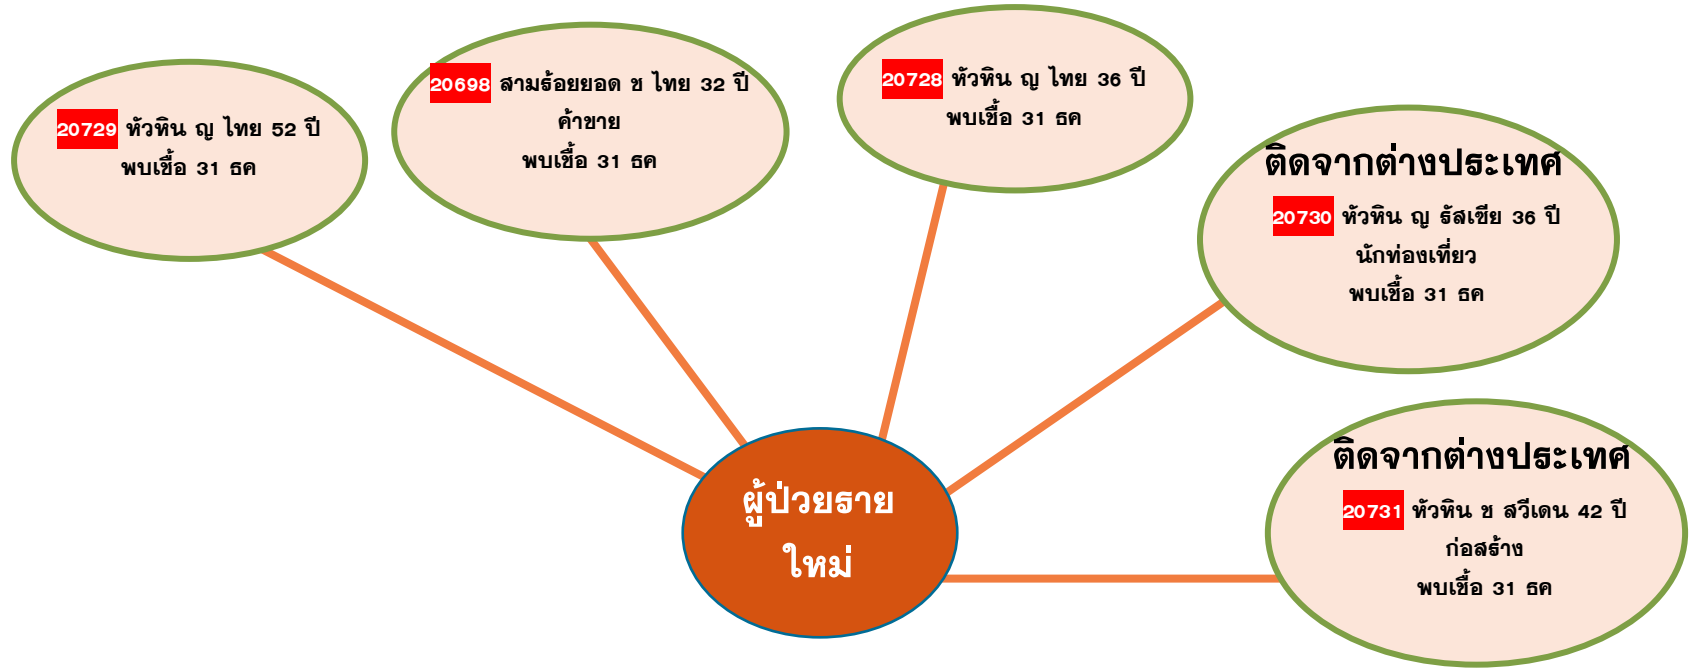 20729 หัวหิน ญ ไทย 52 ปี
พบเชื้อ 31 ธค
20698 สามร้อยยอด ช ไทย 32 ปี
ค้าขาย
พบเชื้อ 31 ธค
20728 หัวหิน ญ ไทย 36 ปี
พบเชื้อ 31 ธค
ติดจากต่างประเทศ
20730 หัวหิน ญ รัสเซีย 36 ปี
นักท่องเที่ยว
พบเชื้อ 31 ธค
ติดจากต่างประเทศ
20731 หัวหิน ช สวีเดน 42 ปี
ก่อสร้าง
พบเชื้อ 31 ธค
ผู้ป่วยราย
ใหม่